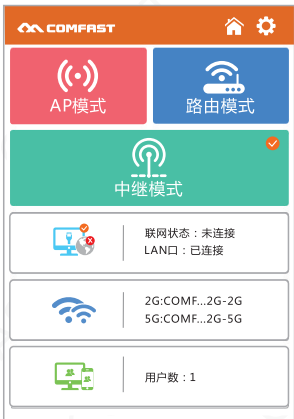 COMFAST
AP模式
路由模式
中继模式
联网状态：未连接
LAN口：已连接
2G:COMF...2G-2G
5G:COMF...2G-5G
用户数：1